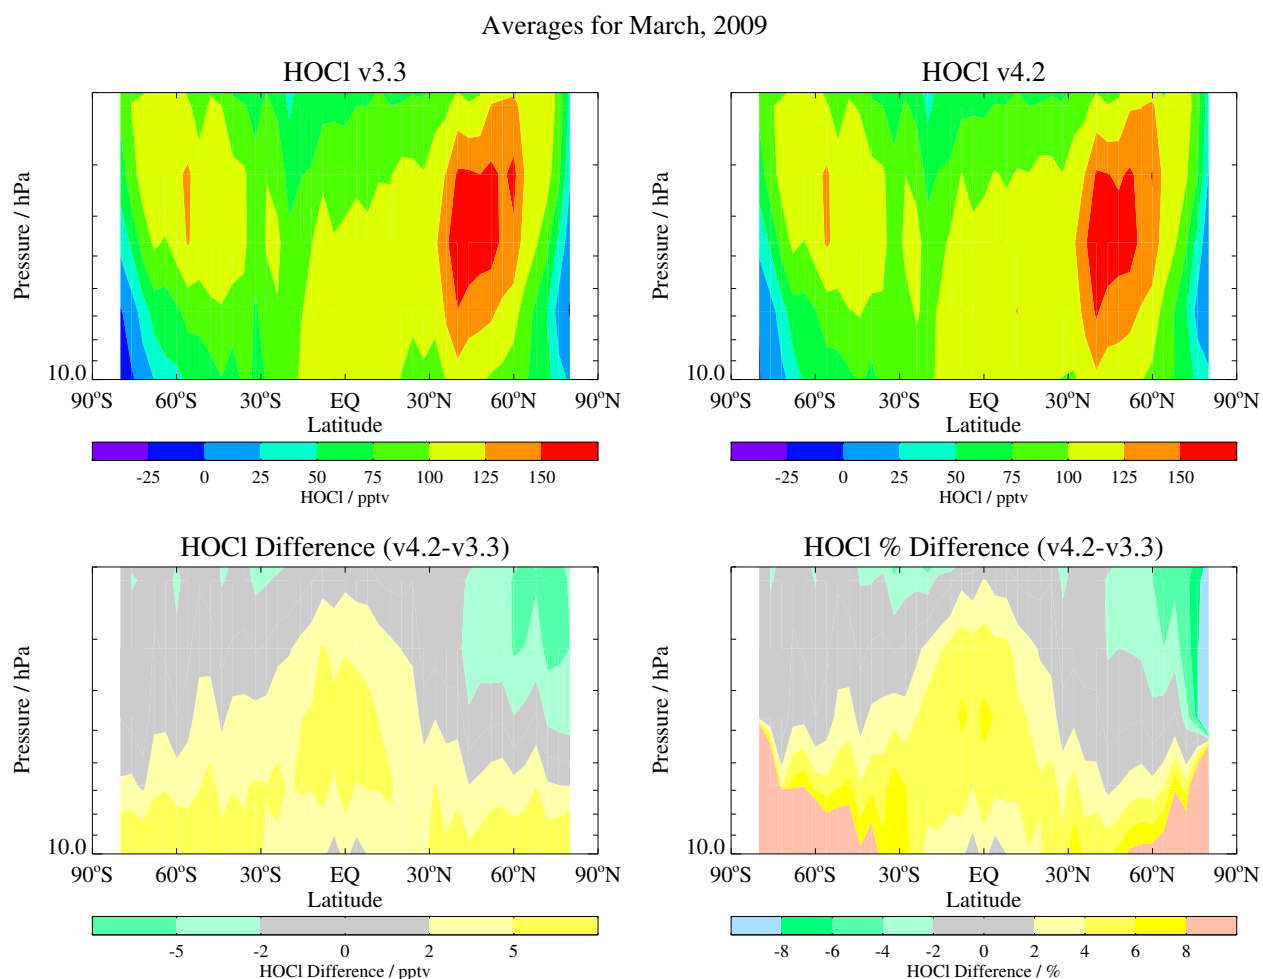 Averages for March, 2009
HOCl v3.3
HOCl v4.2
Pressure / hPa
10.0
90°S 60°S 30°S EQ 30°N 60°N 90°N
Latitude
-25 0 25 50 75 100 125 150
HOCl / pptv
Pressure / hPa
10.0
90°S 60°S 30°S EQ 30°N 60°N 90°N
Latitude
-25 0 25 50 75 100 125 150
HOCl / pptv
HOCl Difference (v4.2-v3.3)
HOCl % Difference (v4.2-v3.3)
Pressure / hPa
10.0
90°S 60°S 30°S EQ 30°N 60°N 90°N
Latitude
-5 -2 0 2 5
HOCl Difference / pptv
Pressure / hPa
10.0
90°S 60°S 30°S EQ 30°N 60°N 90°N
Latitude
-8 -6 -4 -2 0 2 4 6 8
HOCl Difference / %